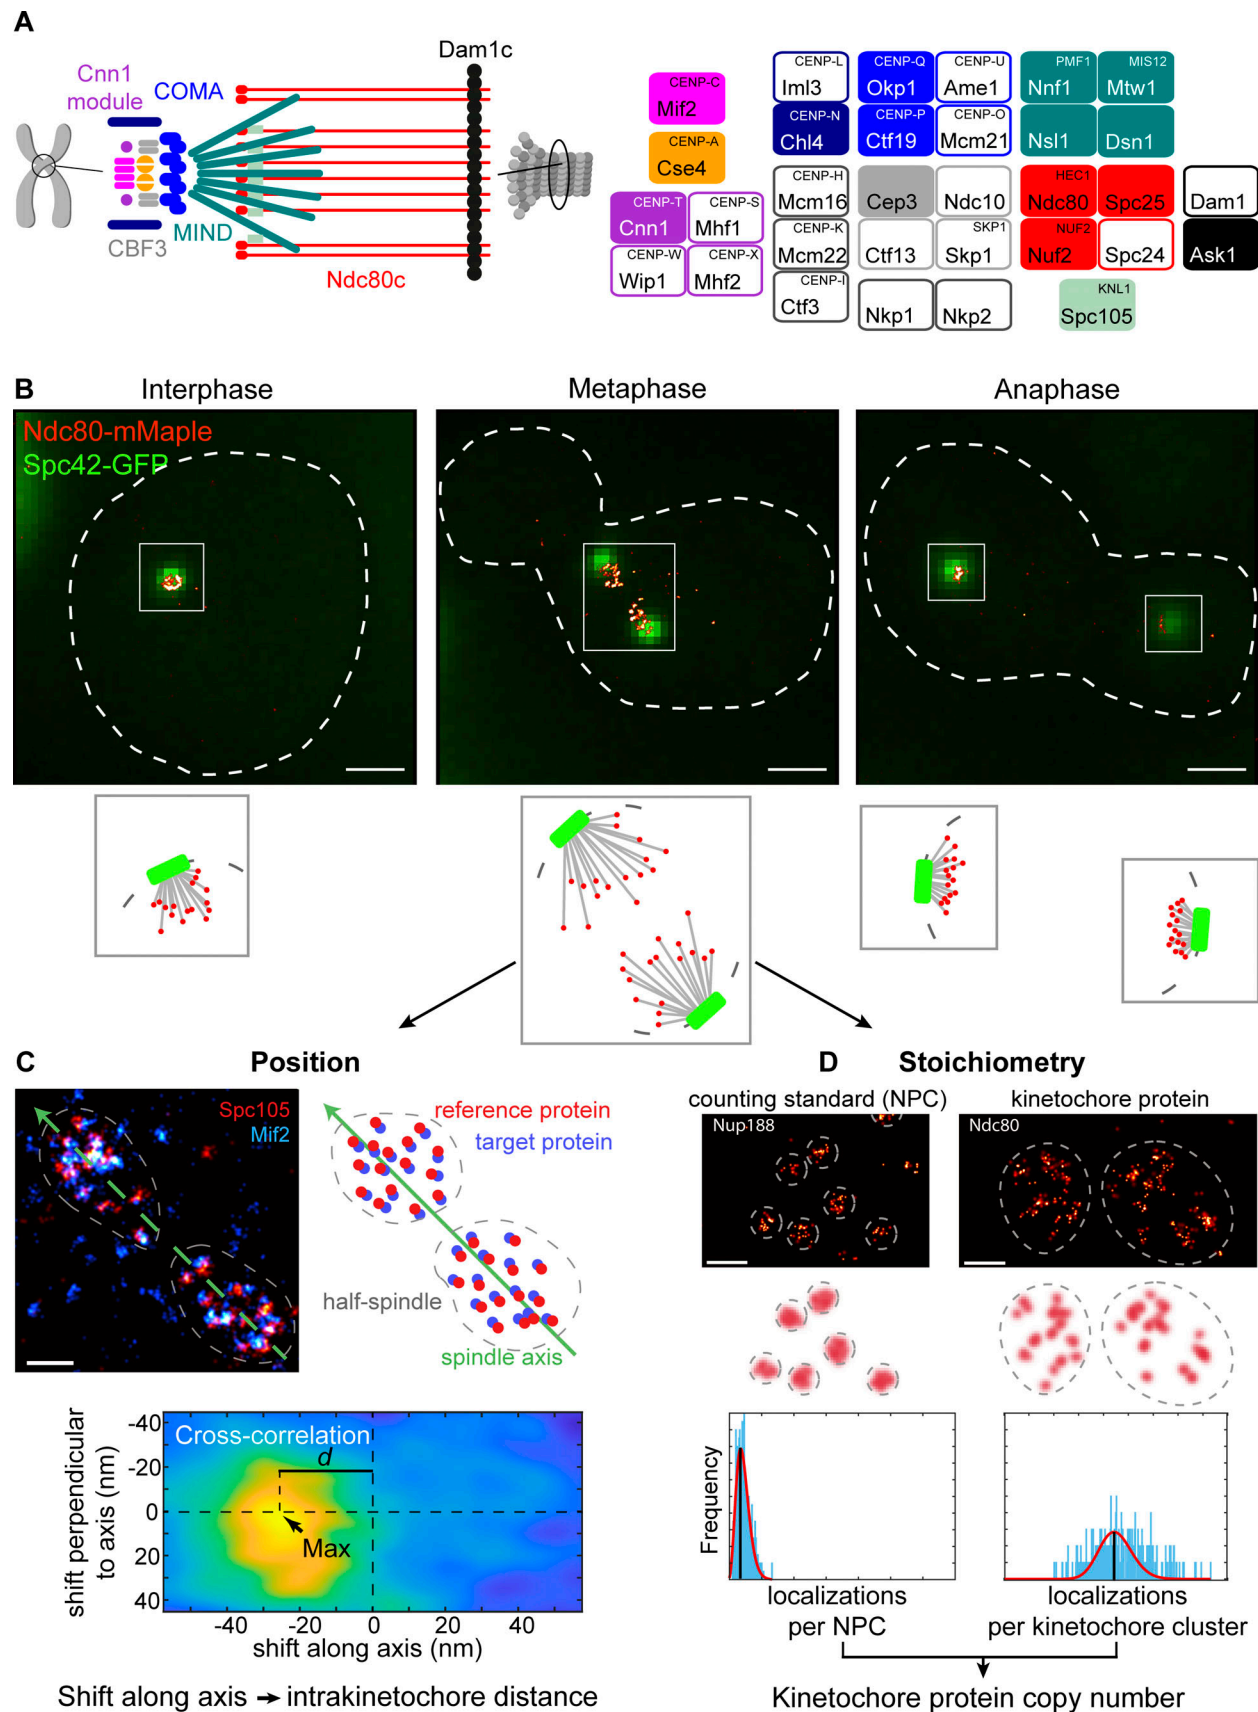 A
Cnn1
module
COMA
Dam1c
CBF3
MIND
Ndc80c
CENP-C
Mif2
CENP-A
Cse4
CENP-T
Cnn1
CENP-S
Mhf1
CENP-W
Wip1
CENP-X
Mhf2
CENP-L
Iml3
CENP-N
Chl4
CENP-H
Mcm16
CENP-K
Mcm22
CENP-I
Ctf3
CENP-Q
Okp1
CENP-U
Ame1
CENP-P
Ctf19
CENP-O
Mcm21
Cep3
Ndc10
Ctf13
SKP1
Skp1
Nkp1
Nkp2
PMF1
Nnf1
MIS12
Mtw1
Nsl1
Dsn1
HEC1
Ndc80
Spc25
NUF2
Nuf2
Spc24
KNL1
Spc105
Dam1
Ask1
B
Interphase
Metaphase
Anaphase
Ndc80-mMaple
Spc42-GFP
C
Position
Spc105
Mif2
reference protein
target protein
half-spindle
spindle axis
Cross-correlation
d
Max
shift perpendicular
to axis (nm)
-40
-20
0
20
40
-40
-20
0
20
40
shift along axis (nm)
Shift along axis → intrakinetochore distance
D
Stoichiometry
counting standard (NPC)
kinetochore protein
Nup188
Ndc80
Frequency
localizations
per NPC
localizations
per kinetochore cluster
Kinetochore protein copy number